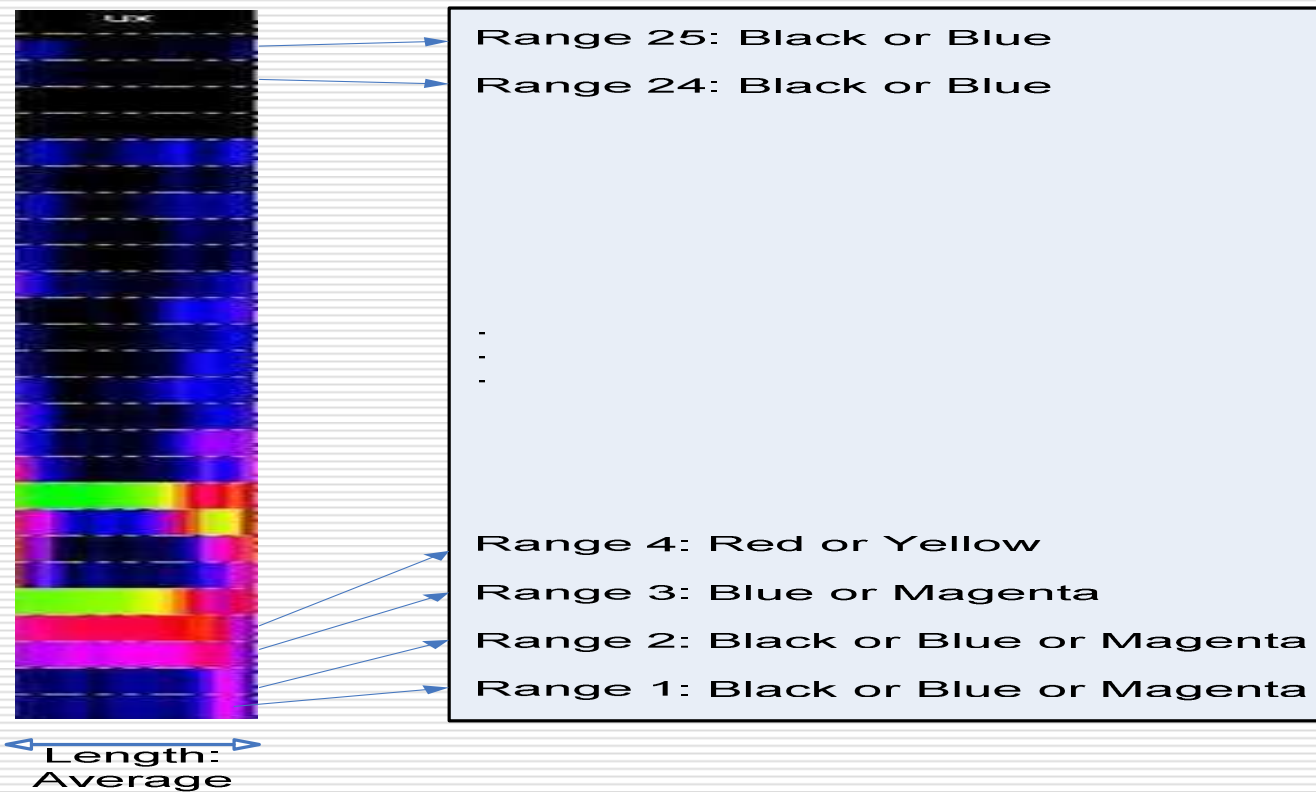 ux
Range 25: Black or Blue
Range 24: Black or Blue
-
-
-
Range 4: Red or Yellow
Range 3: Blue or Magenta
Range 2: Black or Blue or Magenta
Range 1: Black or Blue or Magenta
Length:
Average